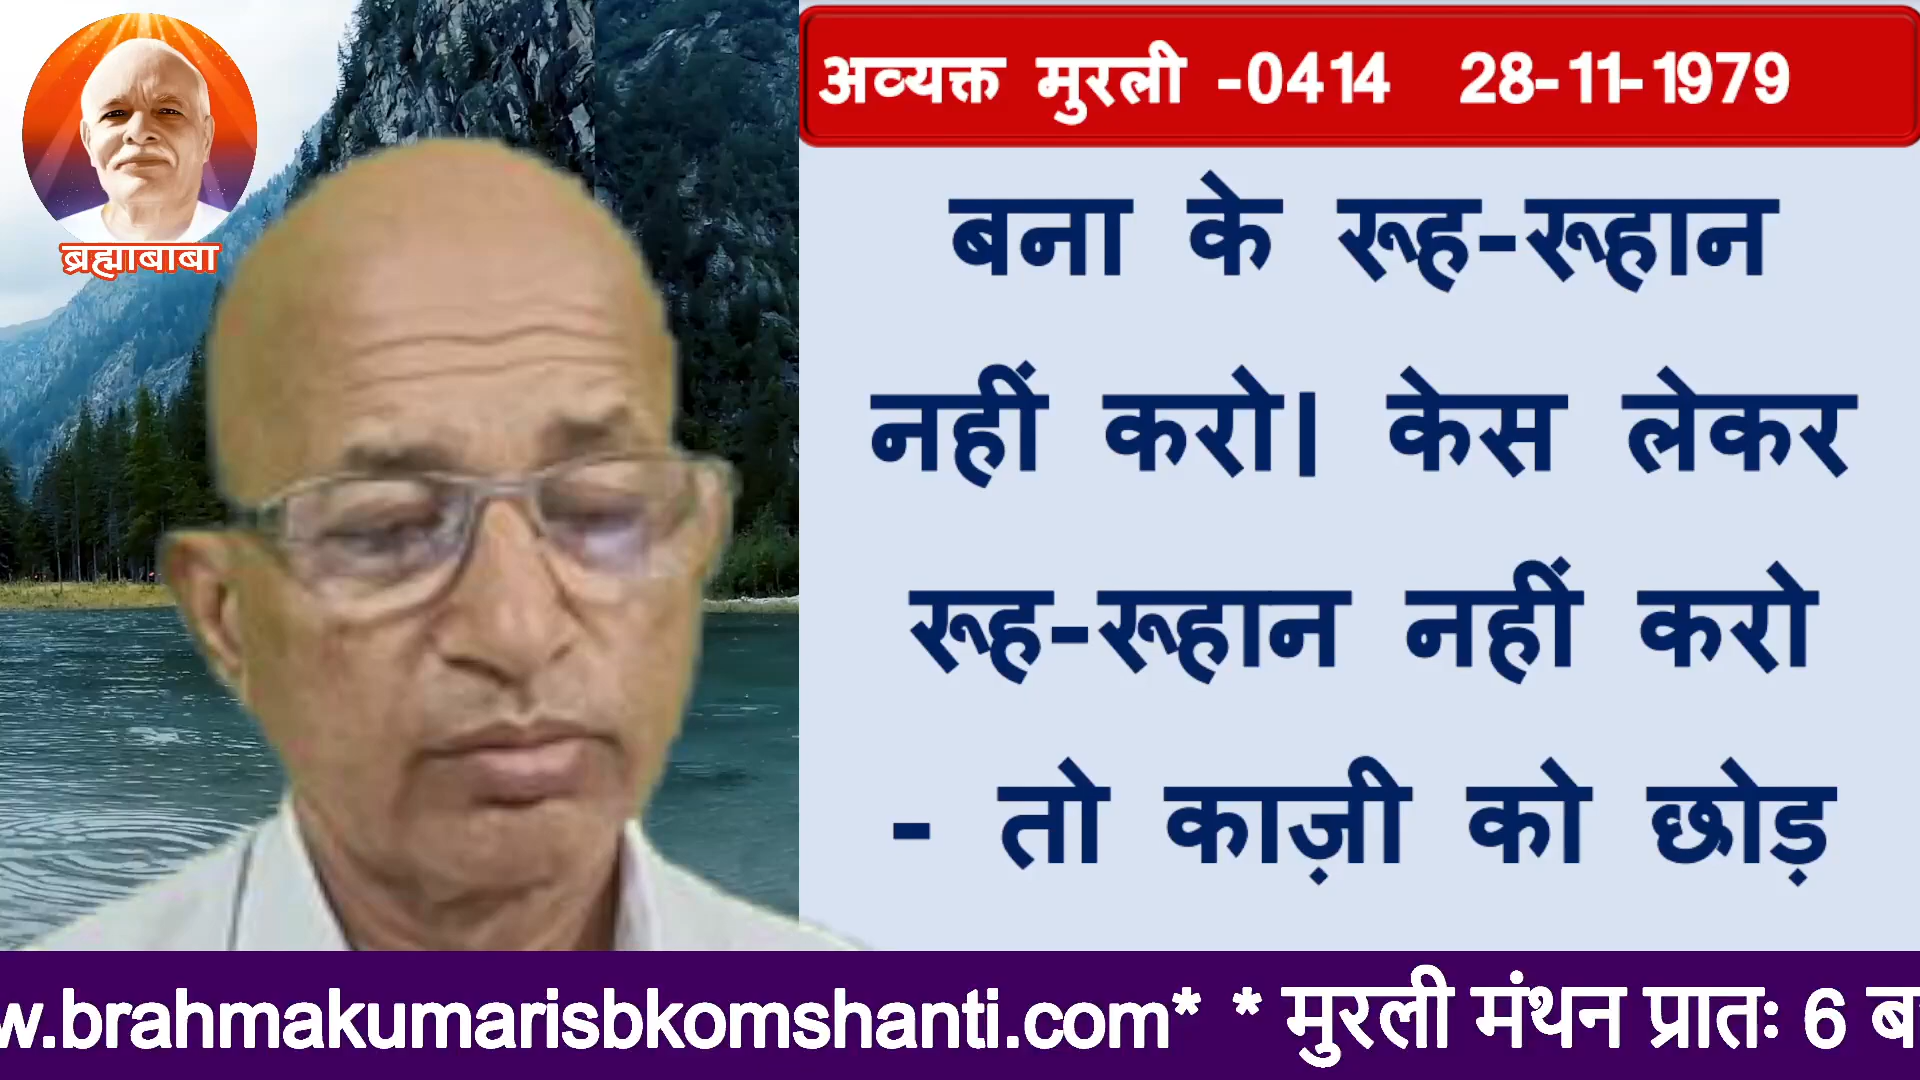 ब्रह्माबाबा
अव्यक्त मुरली -0414 28-11-1979
बना के रूह-रूहान
नहीं करो। केस लेकर
रूह-रूहान नहीं करो
- तो काज़ी को छोड़
w.brahmakumarisbkomshanti.com* * मुरली मंथन प्रातः 6 ब